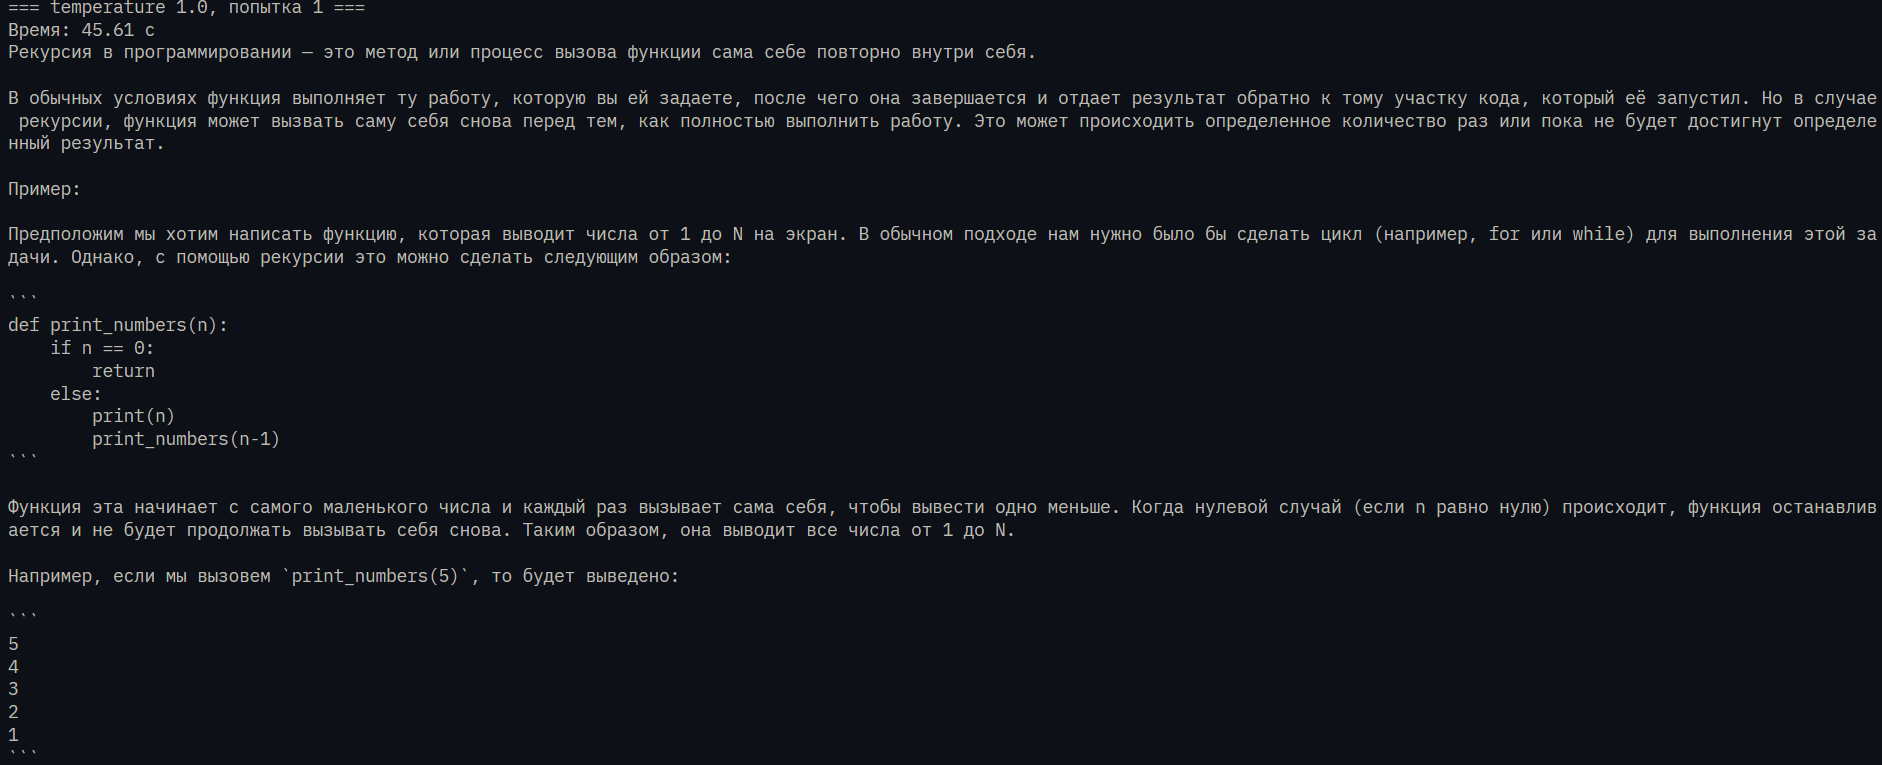 === temperature 1.0, попытка 1 ===
Время: 45.61 с
Рекурсия в программировании — это метод или процесс вызова функции сама себе повторно внутри себя.

В обычных условиях функция выполняет ту работу, которую вы ей задаете, после чего она завершается и отдает результат обратно к тому участку кода, который её запустил. Но в случае
 рекурсии, функция может вызвать саму себя снова перед тем, как полностью выполнить работу. Это может происходить определенное количество раз или пока не будет достигнут определе
нный результат.

Пример:

Предположим мы хотим написать функцию, которая выводит числа от 1 до N на экран. В обычном подходе нам нужно было бы сделать цикл (например, for или while) для выполнения этой за
дачи. Однако, с помощью рекурсии это можно сделать следующим образом:

```
def print_numbers(n):
    if n == 0:
        return
    else:
        print(n)
        print_numbers(n-1)
```

Функция эта начинает с самого маленького числа и каждый раз вызывает сама себя, чтобы вывести одно меньше. Когда нулевой случай (если n равно нулю) происходит, функция останавлив
ается и не будет продолжать вызывать себя снова. Таким образом, она выводит все числа от 1 до N.

Например, если мы вызовем `print_numbers(5)`, то будет выведено:

```
5
4
3
2
1
```